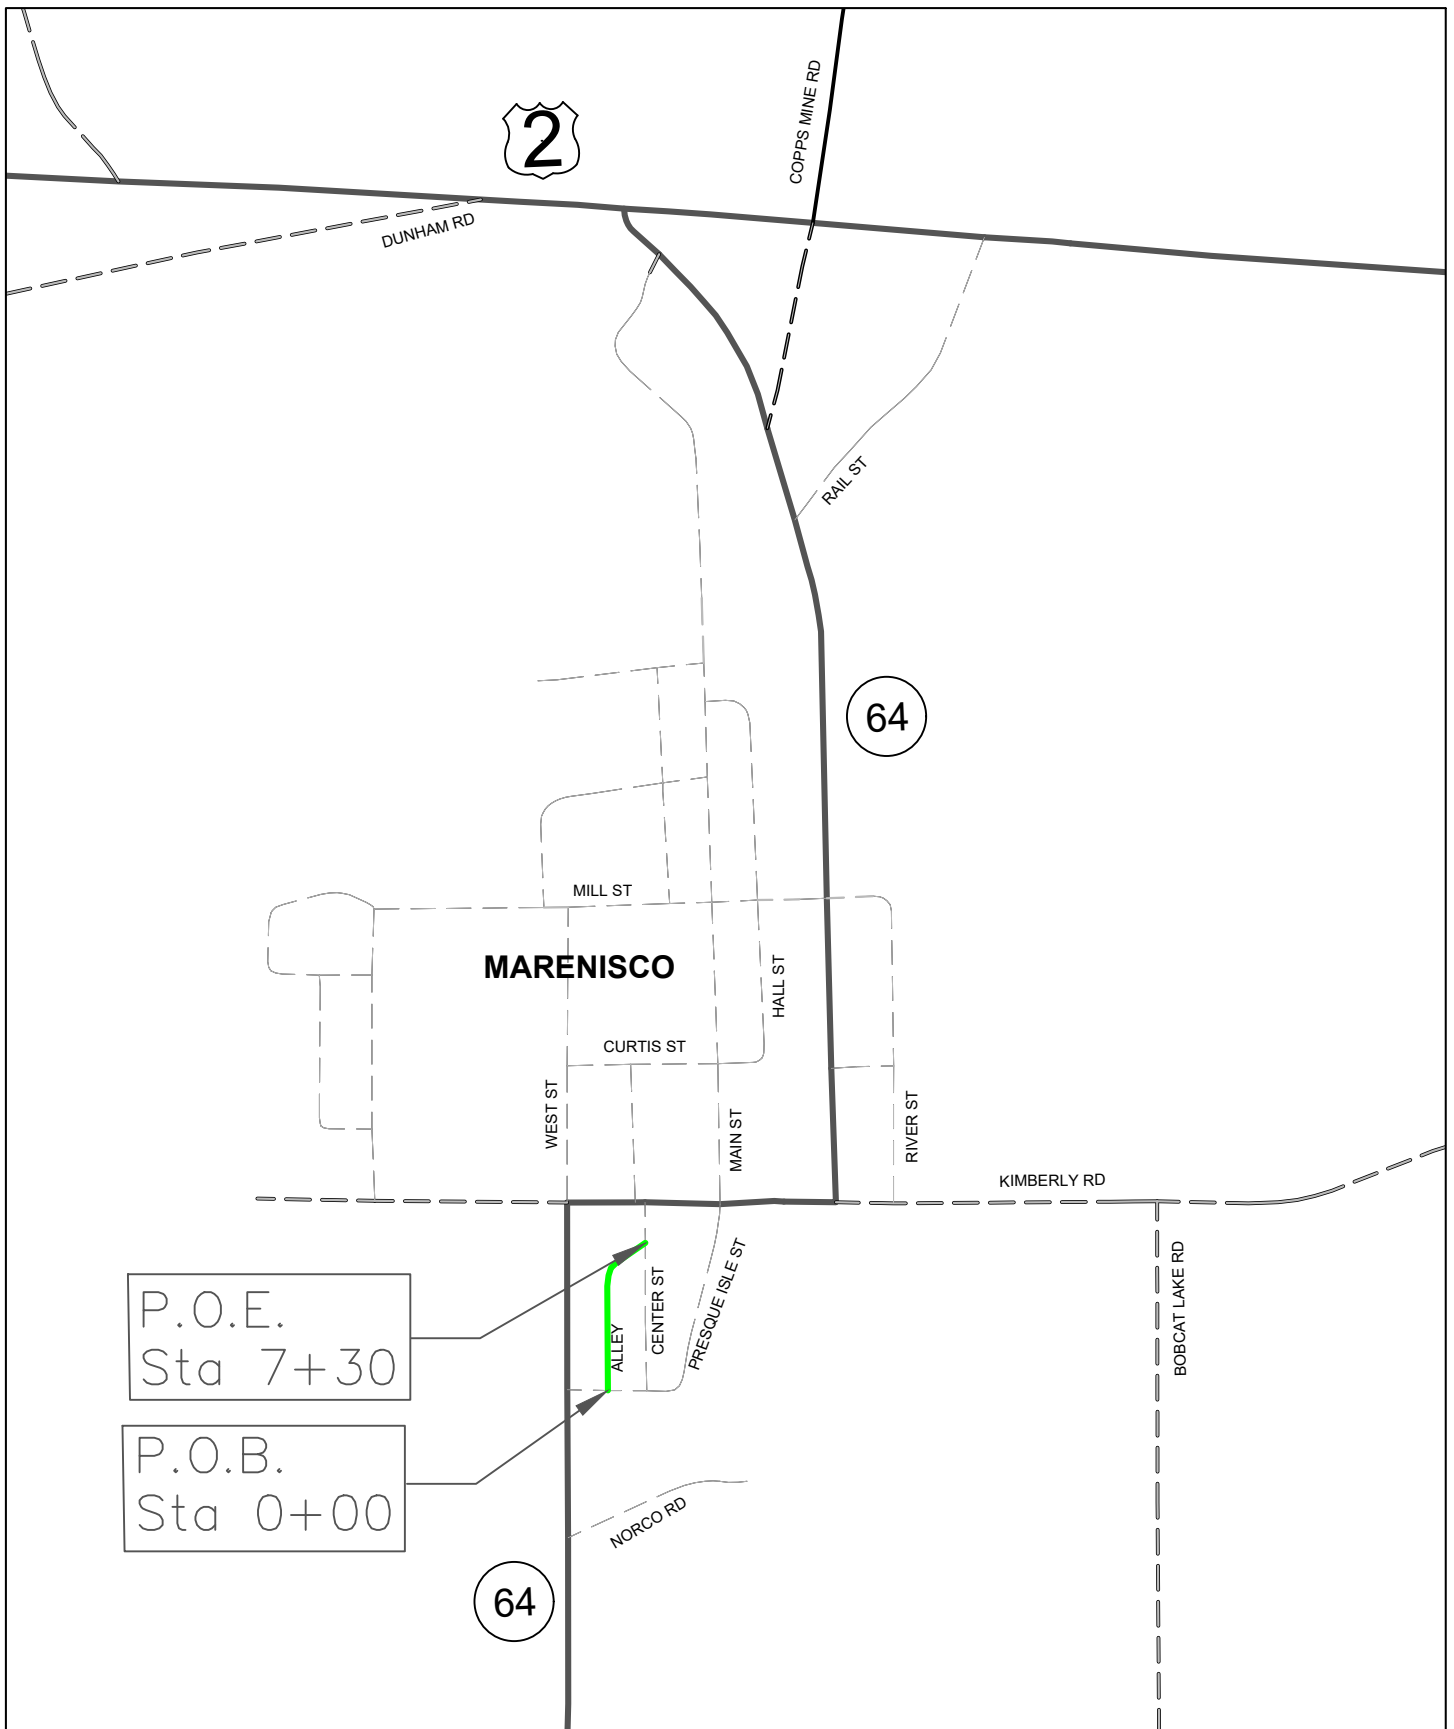 COPPS MINE RD
2
DUNHAM RD
RAIL ST
64
MILL ST
MARENISCO
HALL ST
CURTIS ST
WEST ST
MAIN ST
RIVER ST
KIMBERLY RD
P.O.E.
Sta 7+30
ALLEY
CENTER ST
PRESQUE ISLE ST
BOBCAT LAKE RD
P.O.B.
Sta 0+00
NORCO RD
64